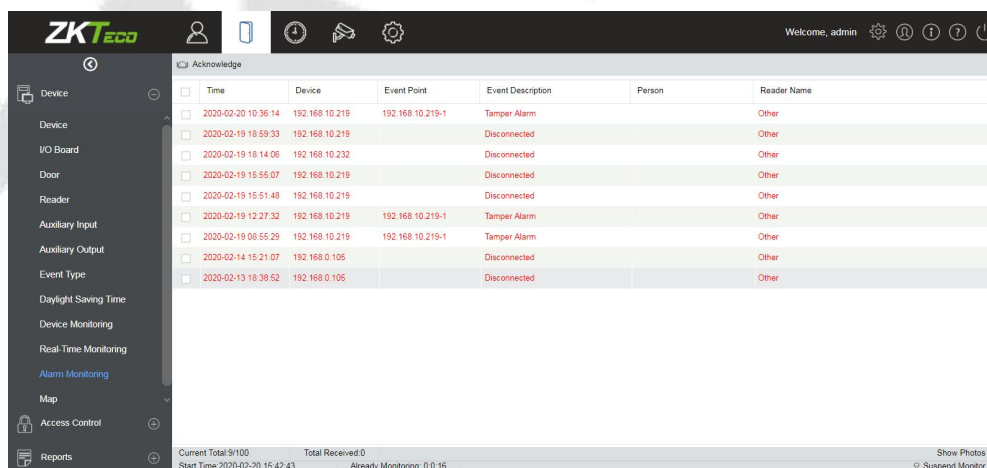 ZKTeco
Welcome, admin
Acknowledge
Device
Time Device Event Point Event Description Person Reader Name
2020-02-20 10:36:14 192.168.10.219 192.168.10.219-1 Tamper Alarm Other
Device
2020-02-19 18:59:33 192.168.10.219 Disconnected Other
I/O Board
2020-02-19 18:14:06 192.168.10.232 Disconnected Other
Door
2020-02-19 15:55:07 192.168.10.219 Disconnected Other
Reader
2020-02-19 15:51:48 192.168.10.219 Disconnected Other
Auxiliary Input
2020-02-19 12:27:32 192.168.10.219 192.168.10.219-1 Tamper Alarm Other
Auxiliary Output
2020-02-19 08:55:29 192.168.10.219 192.168.10.219-1 Tamper Alarm Other
Event Type
2020-02-14 15:21:07 192.168.0.105 Disconnected Other
2020-02-13 18:38:52 192.168.0.105 Disconnected Other
Daylight Saving Time
Device Monitoring
Real-Time Monitoring
Alarm Monitoring
Map
Access Control
Reports
Current Total:9/100 Total Received:0 Show Photos
Start Time:2020-02-20 15:42:43 Already Monitoring: 0:0:16 Suspend Monitor